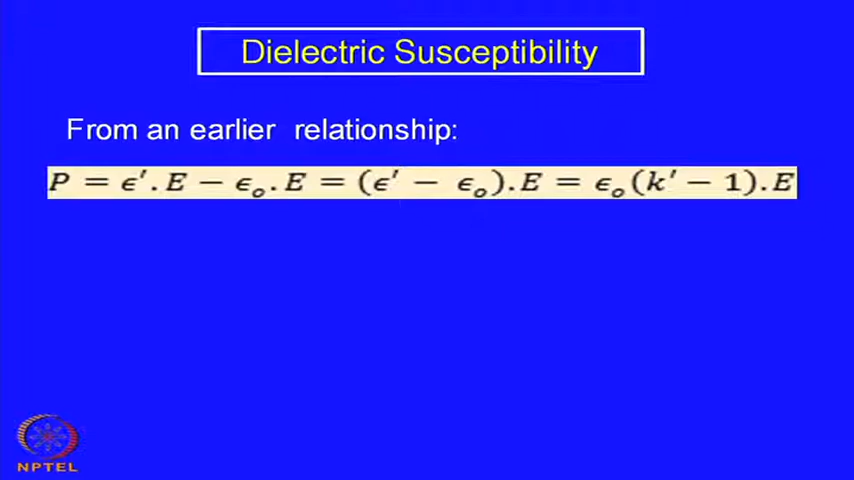 Dielectric Susceptibility
From an earlier relationship:
P = ϵ′.E − ϵₒ.E = (ϵ′ − ϵₒ).E = ϵₒ(k′ − 1).E
NPTEL